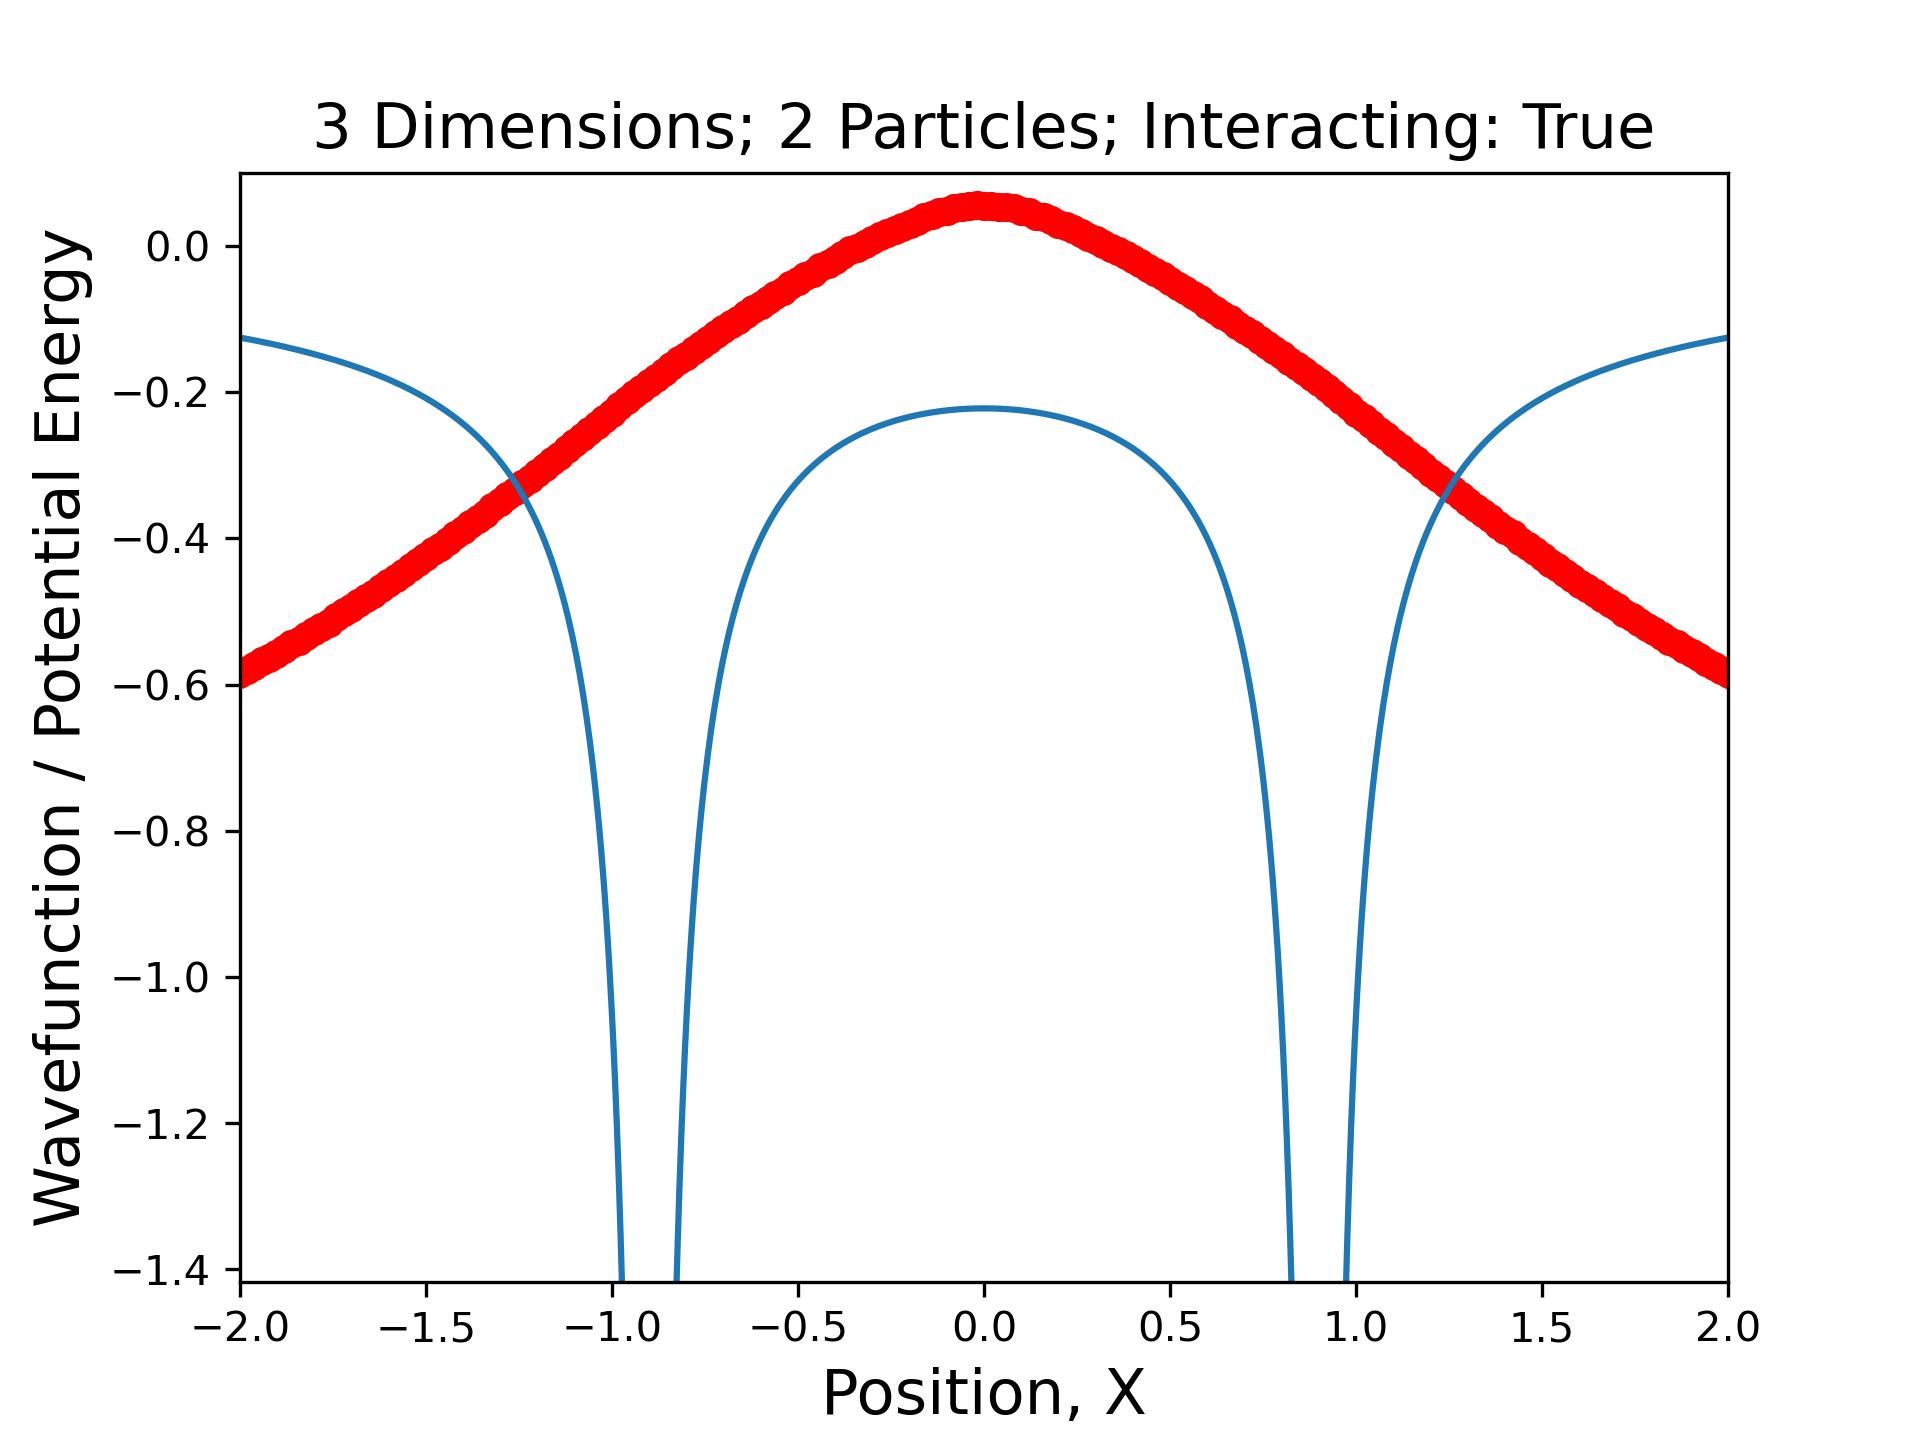 3 Dimensions; 2 Particles; Interacting: True
Wavefunction / Potential Energy
0.0
−0.2
−0.4
−0.6
−0.8
−1.0
−1.2
−1.4
−2.0 −1.5 −1.0 −0.5 0.0 0.5 1.0 1.5 2.0
Position, X